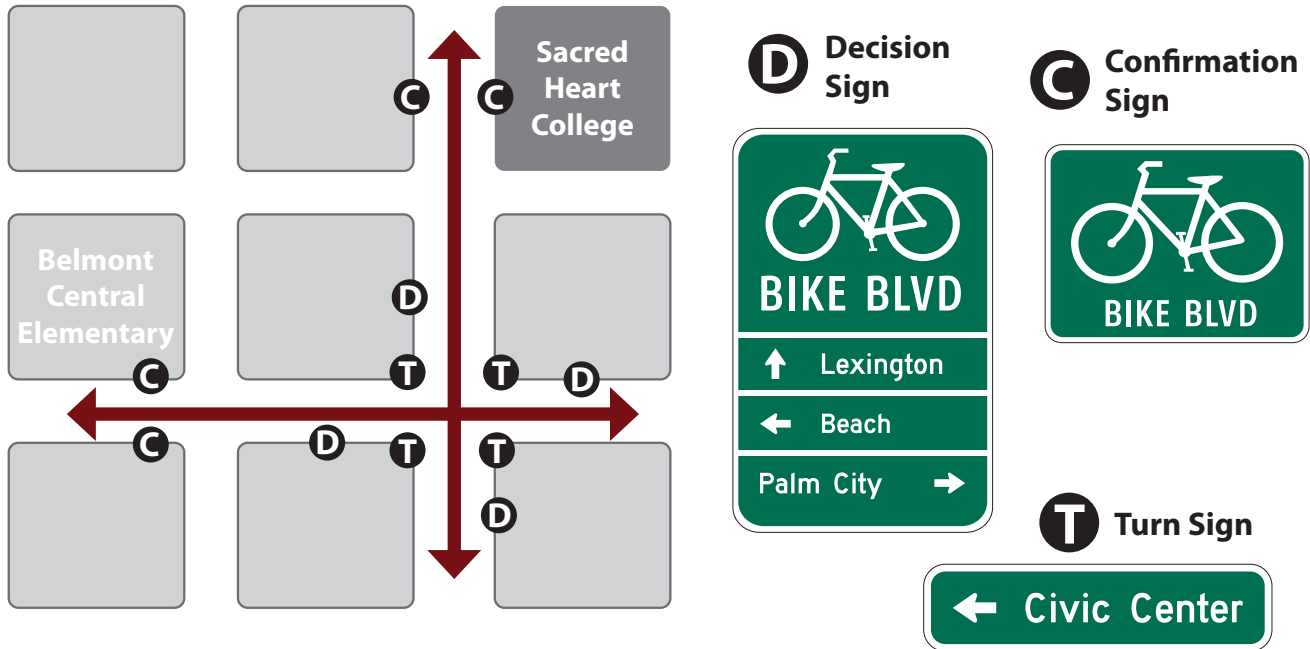 C
C
Sacred
Heart
College
Belmont
Central
Elementary
D
T
T
D
C
C
D
T
T
D
D
Decision
Sign
BIKE BLVD
Lexington
Beach
Palm City
C
Confirmation
Sign
BIKE BLVD
T
Turn Sign
Civic Center